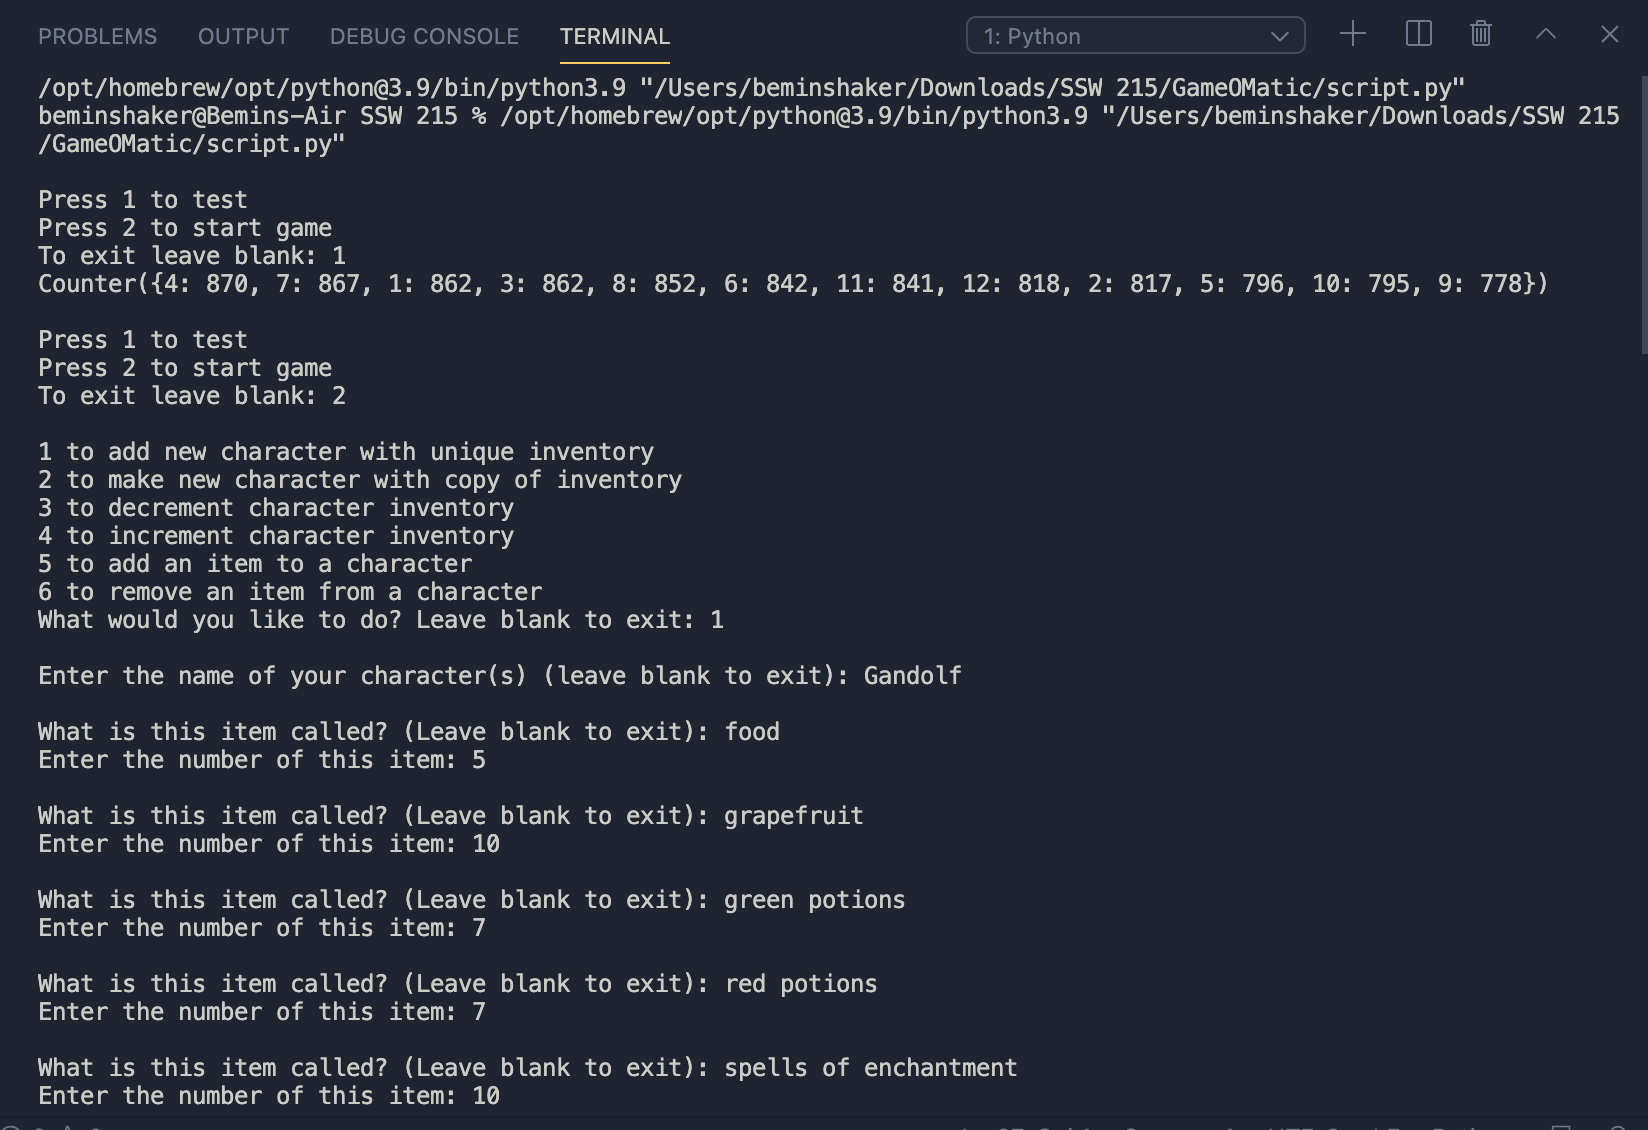 PROBLEMS OUTPUT DEBUG CONSOLE TERMINAL 1: Python
/opt/homebrew/opt/python@3.9/bin/python3.9 "/Users/beminshaker/Downloads/SSW 215/GameOMatic/script.py"
beminshaker@Bemins-Air SSW 215 % /opt/homebrew/opt/python@3.9/bin/python3.9 "/Users/beminshaker/Downloads/SSW 215
/GameOMatic/script.py"
Press 1 to test
Press 2 to start game
To exit leave blank: 1
Counter({4: 870, 7: 867, 1: 862, 3: 862, 8: 852, 6: 842, 11: 841, 12: 818, 2: 817, 5: 796, 10: 795, 9: 778})
Press 1 to test
Press 2 to start game
To exit leave blank: 2
1 to add new character with unique inventory
2 to make new character with copy of inventory
3 to decrement character inventory
4 to increment character inventory
5 to add an item to a character
6 to remove an item from a character
What would you like to do? Leave blank to exit: 1
Enter the name of your character(s) (leave blank to exit): Gandolf
What is this item called? (Leave blank to exit): food
Enter the number of this item: 5
What is this item called? (Leave blank to exit): grapefruit
Enter the number of this item: 10
What is this item called? (Leave blank to exit): green potions
Enter the number of this item: 7
What is this item called? (Leave blank to exit): red potions
Enter the number of this item: 7
What is this item called? (Leave blank to exit): spells of enchantment
Enter the number of this item: 10